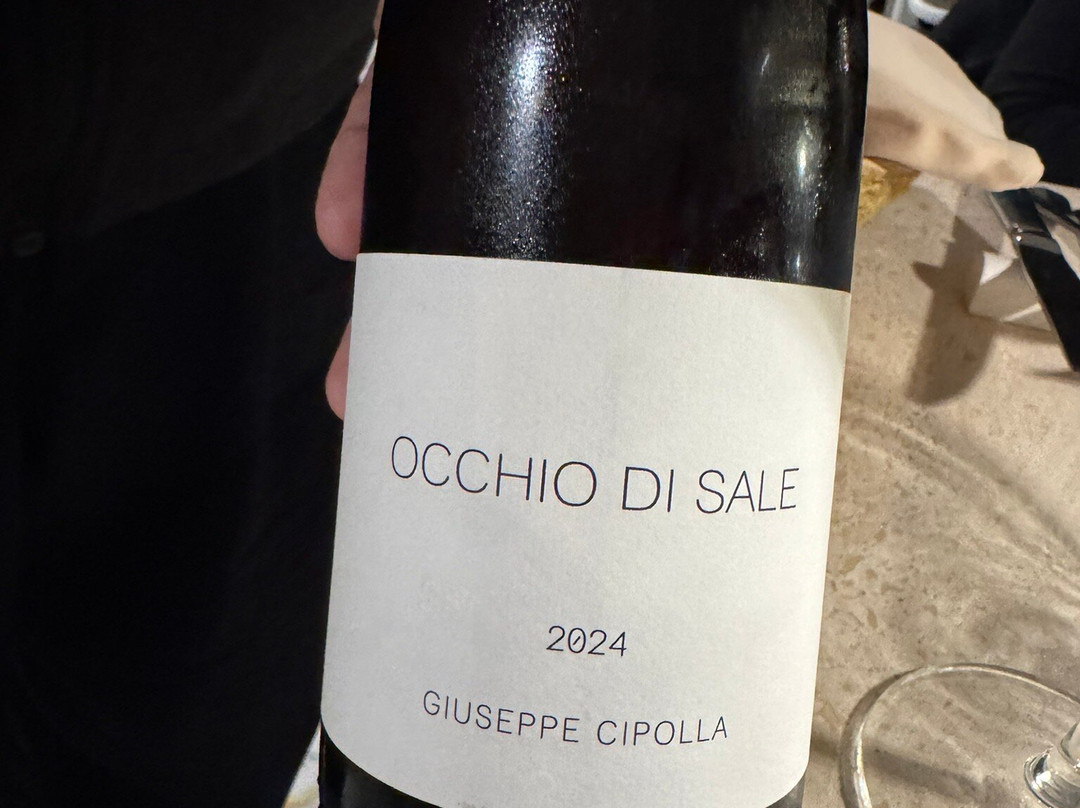 OCCHIO DI SALE
2024
GIUSEPPE CIPOLLA